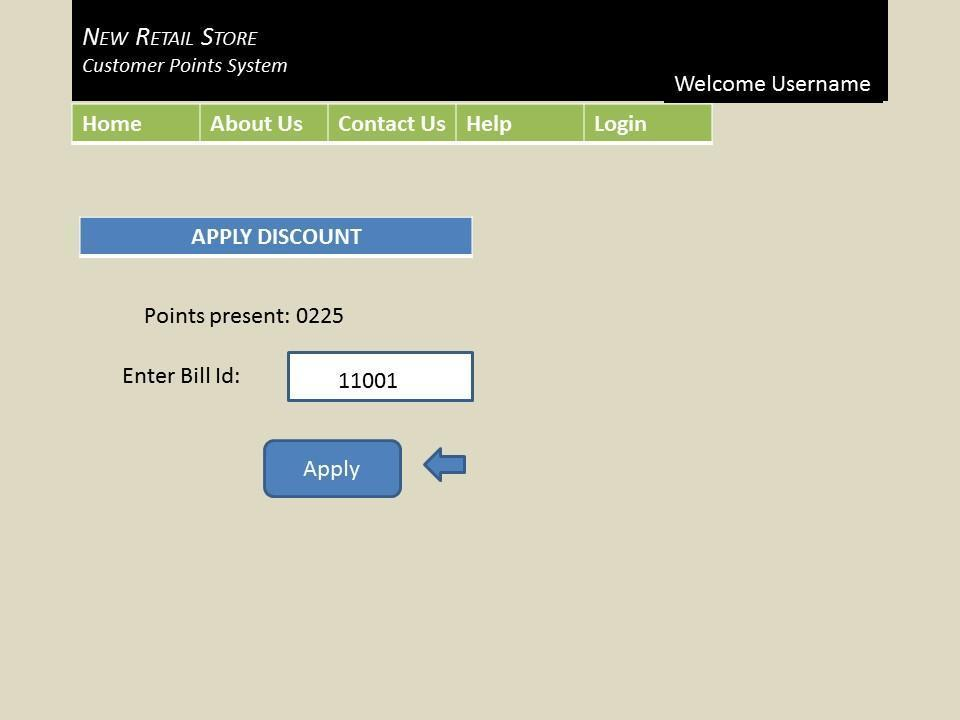 New Retail Store
Customer Points System
Welcome Username
Home About Us Contact Us Help Login
APPLY DISCOUNT
Points present: 0225
Enter Bill Id: 11001
Apply